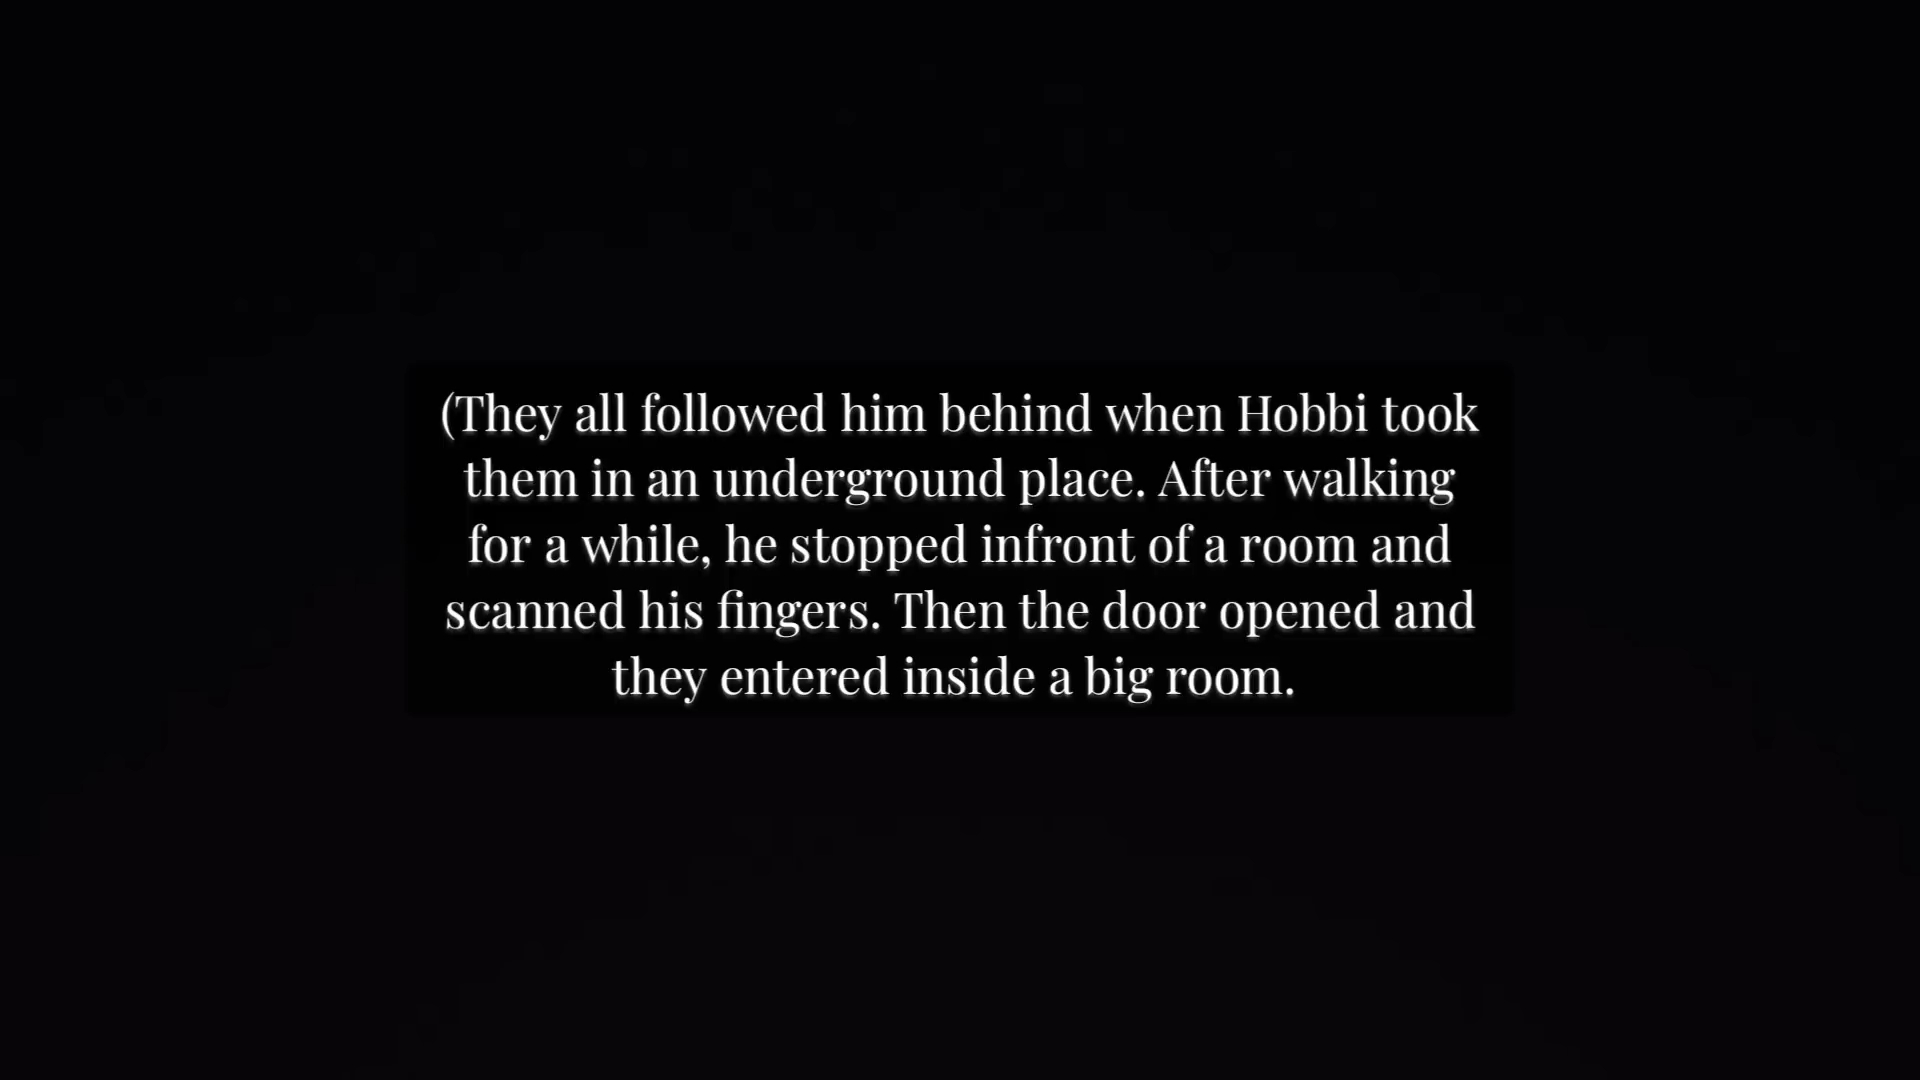 (They all followed him behind when Hobbi took
them in an underground place. After walking
for a while, he stopped infront of a room and
scanned his fingers. Then the door opened and
they entered inside a big room.